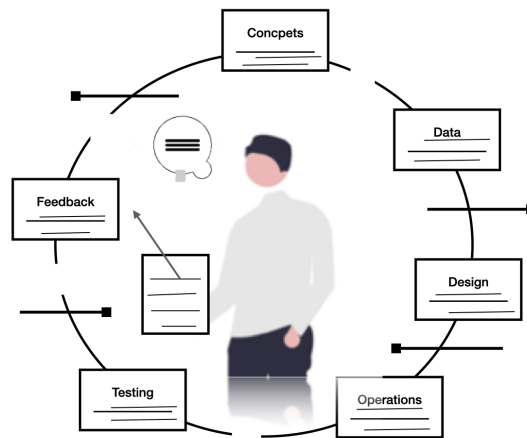 Concpets
Data
Feedback
Design
Testing
Operations